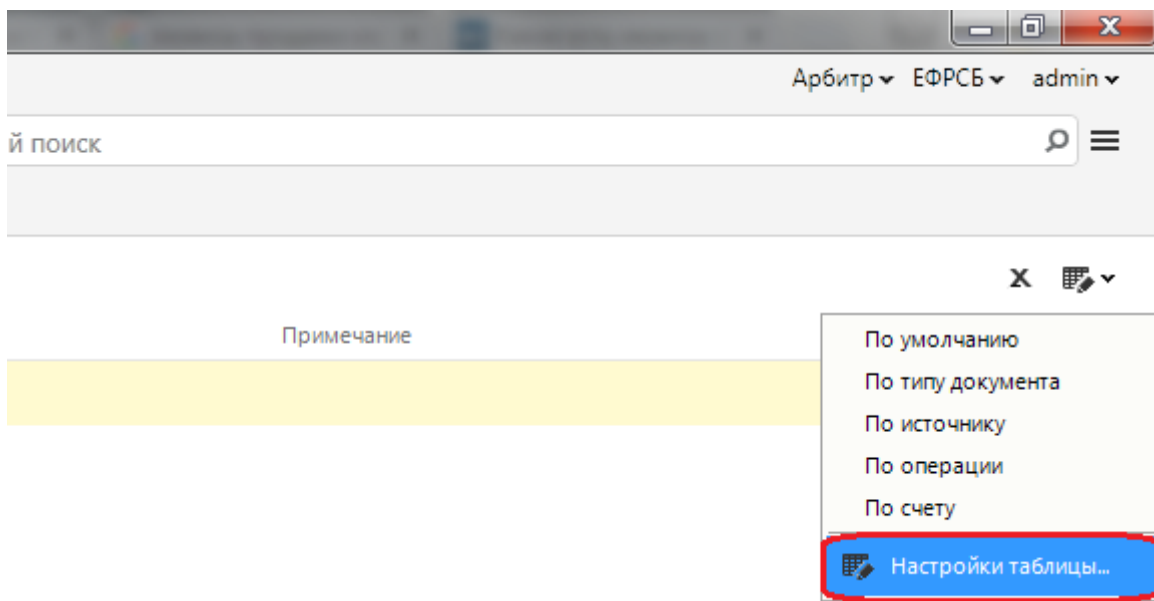 Арбитр ЕФРСБ admin
й поиск
Примечание
По умолчанию
По типу документа
По источнику
По операции
По счету
Настройки таблицы...